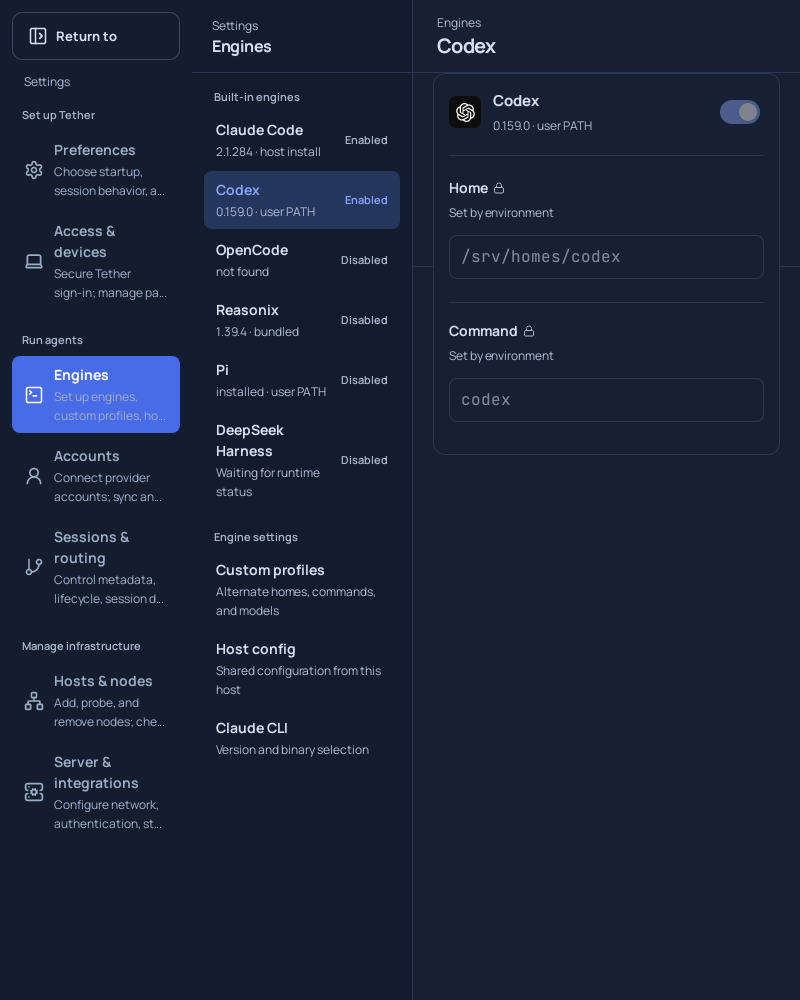 Return to
Settings
Set up Tether
Preferences
Choose startup,
session behavior, a...
Access &
devices
Secure Tether
sign-in; manage pa...
Run agents
Engines
Set up engines,
custom profiles, ho...
Accounts
Connect provider
accounts; sync an...
Sessions &
routing
Control metadata,
lifecycle, session d...
Manage infrastructure
Hosts & nodes
Add, probe, and
remove nodes; che...
Server &
integrations
Configure network,
authentication, st...
Settings
Engines
Built-in engines
Claude Code
2.1.284 · host install
Enabled
Codex
0.159.0 · user PATH
Enabled
OpenCode
not found
Disabled
Reasonix
1.39.4 · bundled
Disabled
Pi
installed · user PATH
Disabled
DeepSeek
Harness
Waiting for runtime
status
Disabled
Engine settings
Custom profiles
Alternate homes, commands,
and models
Host config
Shared configuration from this
host
Claude CLI
Version and binary selection
Engines
Codex
Codex
0.159.0 · user PATH
Home
Set by environment
/srv/homes/codex
Command
Set by environment
codex